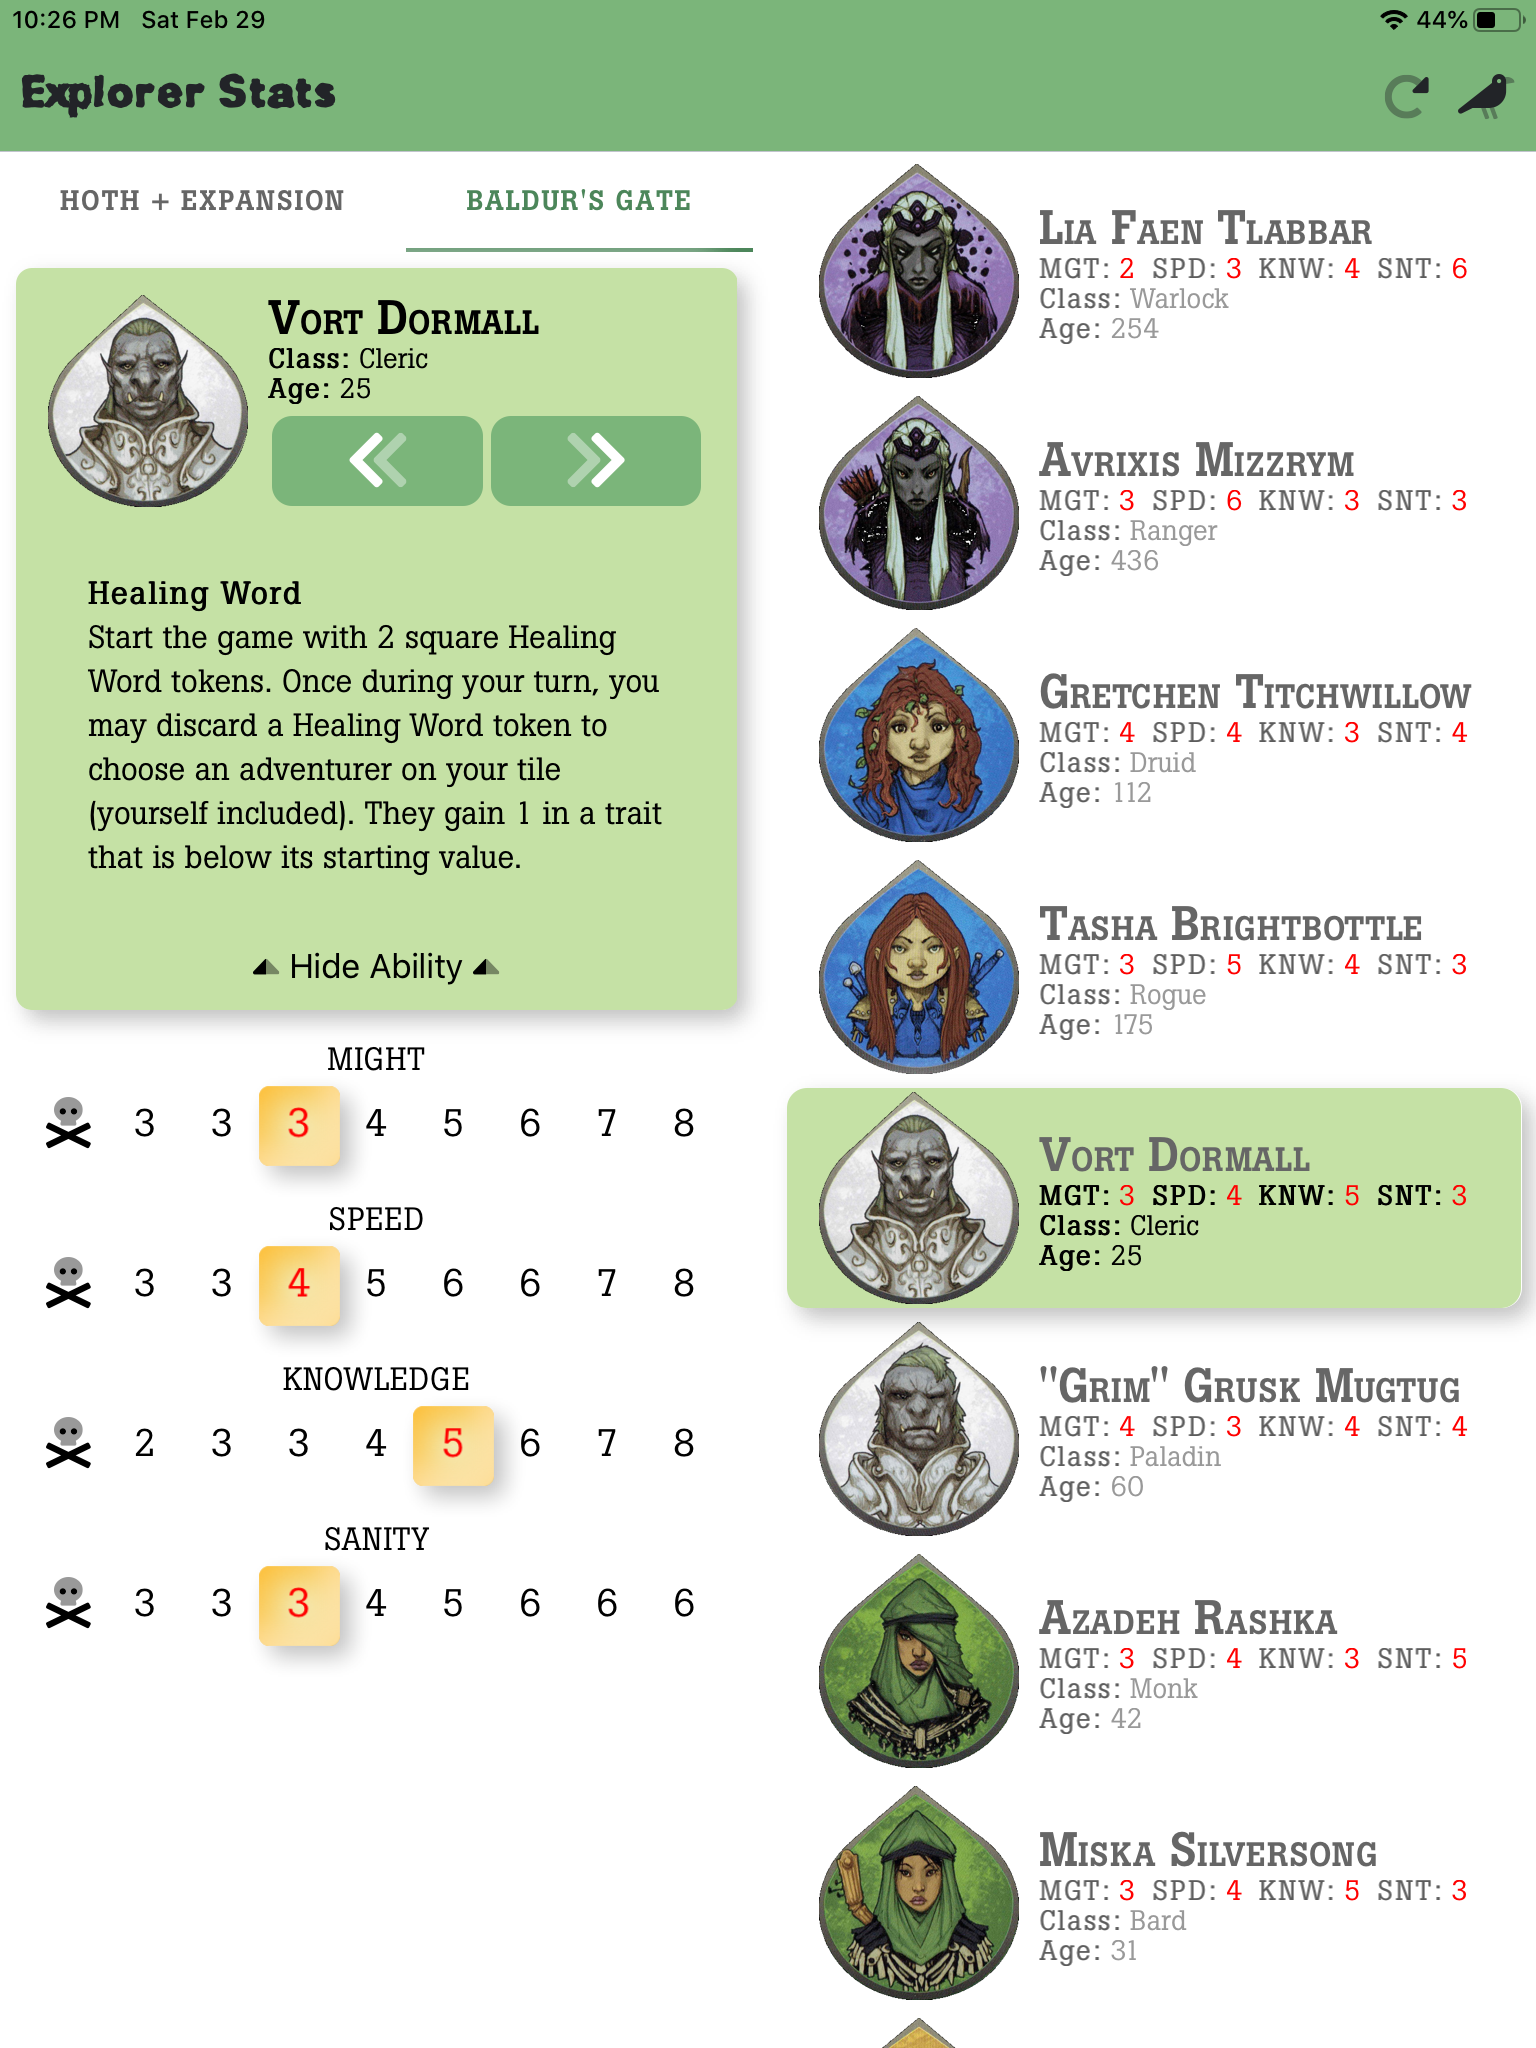 10:26 PM Sat Feb 29
44%
Explorer Stats
HOTH + EXPANSION
BALDUR'S GATE
VORT DORMALL
Class: Cleric
Age: 25
Healing Word
Start the game with 2 square Healing
Word tokens. Once during your turn, you
may discard a Healing Word token to
choose an adventurer on your tile
(yourself included). They gain 1 in a trait
that is below its starting value.
Hide Ability
MIGHT
3 3 3 4 5 6 7 8
SPEED
3 3 4 5 6 6 7 8
KNOWLEDGE
2 3 3 4 5 6 7 8
SANITY
3 3 3 4 5 6 6 6
LIA FAEN TLABBAR
MGT: 2 SPD: 3 KNW: 4 SNT: 6
Class: Warlock
Age: 254
AVRIXIS MIZZRYM
MGT: 3 SPD: 6 KNW: 3 SNT: 3
Class: Ranger
Age: 436
GRETCHEN TITCHWILLOW
MGT: 4 SPD: 4 KNW: 3 SNT: 4
Class: Druid
Age: 112
TASHA BRIGHTBOTTLE
MGT: 3 SPD: 5 KNW: 4 SNT: 3
Class: Rogue
Age: 175
VORT DORMALL
MGT: 3 SPD: 4 KNW: 5 SNT: 3
Class: Cleric
Age: 25
"GRIM" GRUSK MUGTUG
MGT: 4 SPD: 3 KNW: 4 SNT: 4
Class: Paladin
Age: 60
AZADEH RASHKA
MGT: 3 SPD: 4 KNW: 3 SNT: 5
Class: Monk
Age: 42
MISKA SILVERSONG
MGT: 3 SPD: 4 KNW: 5 SNT: 3
Class: Bard
Age: 31